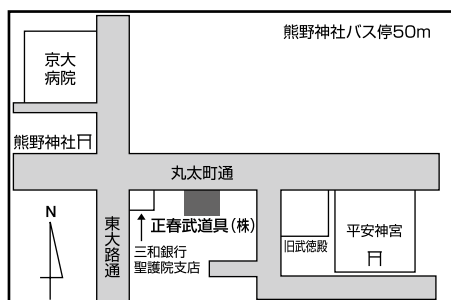 熊野神社バス停50m
京大
病院
熊野神社
丸太町通
N
東大路通
正春武道具(株)
三和銀行
聖護院支店
旧武徳殿
平安神宮